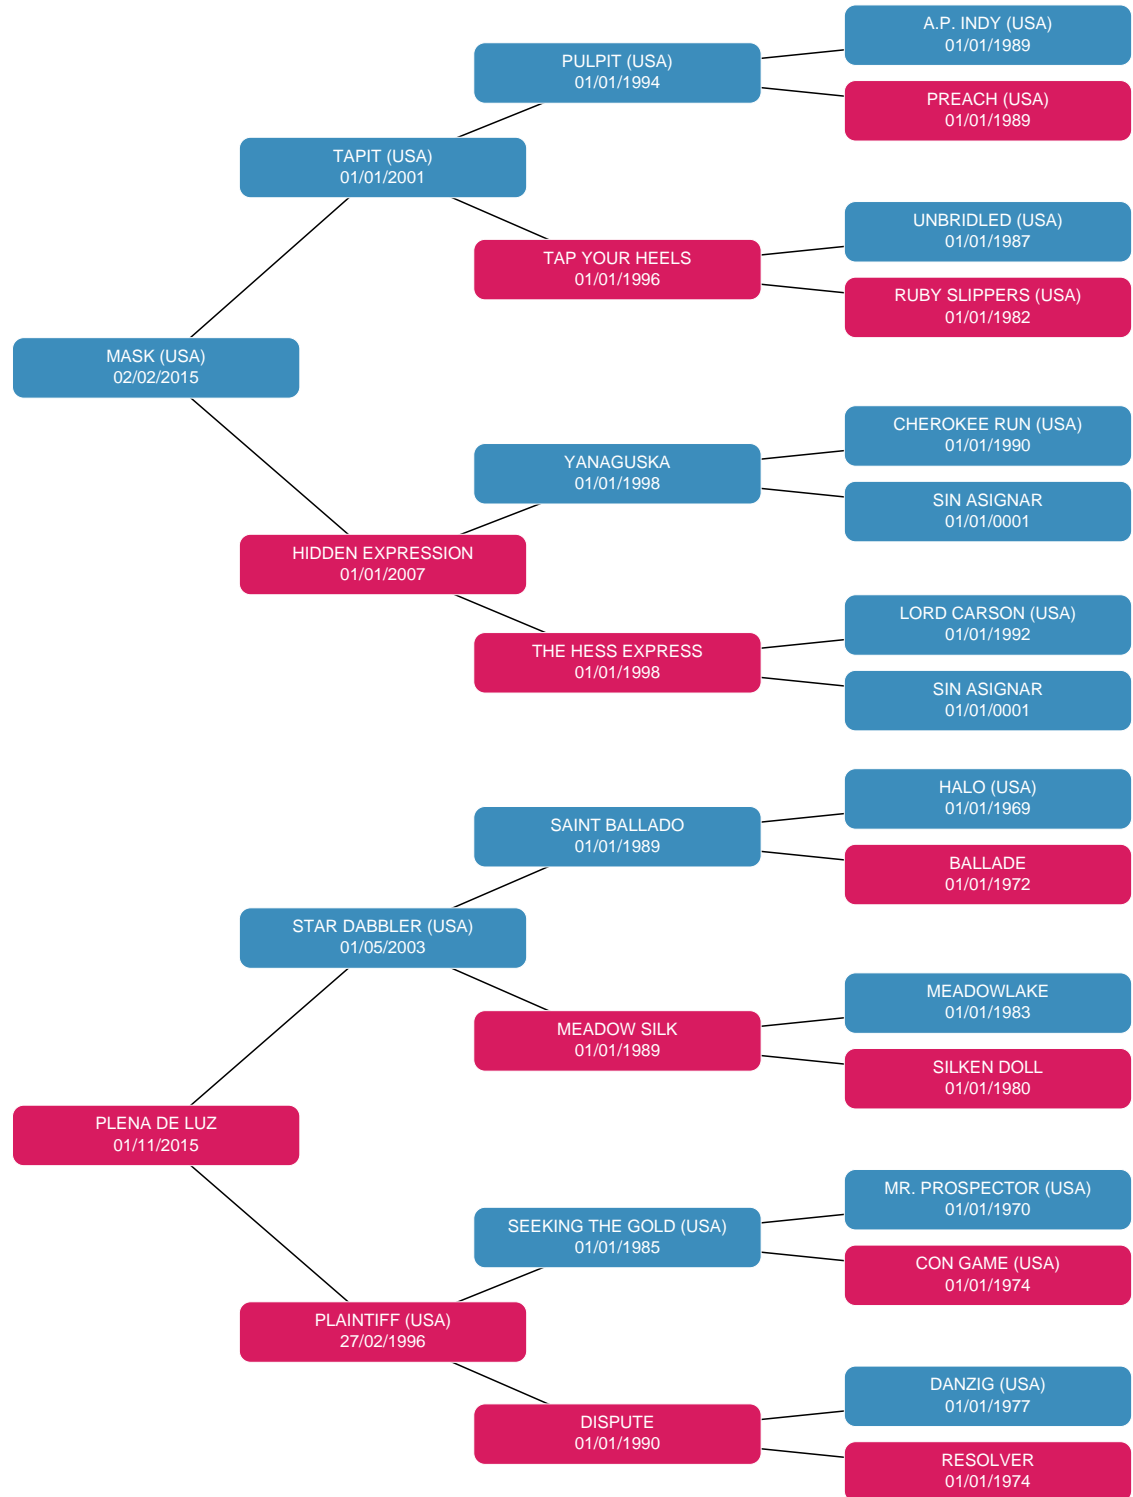 A.P. INDY (USA)
01/01/1989
PULPIT (USA)
01/01/1994
PREACH (USA)
01/01/1989
TAPIT (USA)
01/01/2001
UNBRIDLED (USA)
01/01/1987
TAP YOUR HEELS
01/01/1996
RUBY SLIPPERS (USA)
01/01/1982
MASK (USA)
02/02/2015
CHEROKEE RUN (USA)
01/01/1990
YANAGUSKA
01/01/1998
SIN ASIGNAR
01/01/0001
HIDDEN EXPRESSION
01/01/2007
LORD CARSON (USA)
01/01/1992
THE HESS EXPRESS
01/01/1998
SIN ASIGNAR
01/01/0001
HALO (USA)
01/01/1969
SAINT BALLADO
01/01/1989
BALLADE
01/01/1972
STAR DABBLER (USA)
01/05/2003
MEADOWLAKE
01/01/1983
MEADOW SILK
01/01/1989
SILKEN DOLL
01/01/1980
PLENA DE LUZ
01/11/2015
MR. PROSPECTOR (USA)
01/01/1970
SEEKING THE GOLD (USA)
01/01/1985
CON GAME (USA)
01/01/1974
PLAINTIFF (USA)
27/02/1996
DANZIG (USA)
01/01/1977
DISPUTE
01/01/1990
RESOLVER
01/01/1974